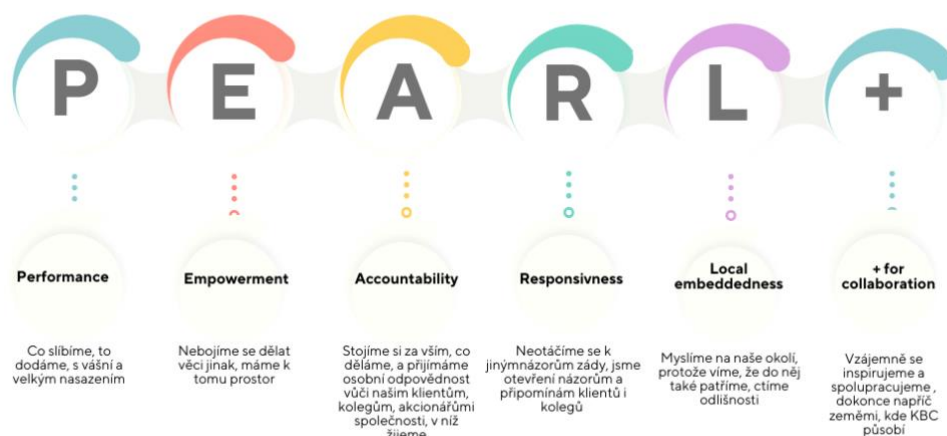 P E A R L +
Performance
Empowerment
Accountability
Responsivness
Local
embeddedness
+ for
collaboration
Co slíbíme, to
dodáme, s vášní a
velkým nasazením
Nebojíme se dělat
věci jinak, máme k
tomu prostor
Stojíme si za vším, co
děláme, a přijímáme
osobní odpovědnost
vůči našim klientům,
kolegům, akcionářůmi
společnosti, v níž
žijeme
Neotáčíme se k
jinýmnázorům zády, jsme
otevření názorům a
připomínám klientů i
kolegů
Myslíme na naše okolí,
protože víme, že do něj
také patříme, ctíme
odlišnosti
Vzájemně se
inspirujeme a
spolupracujeme ,
dokonce napříč
zeměmi, kde KBC
působí